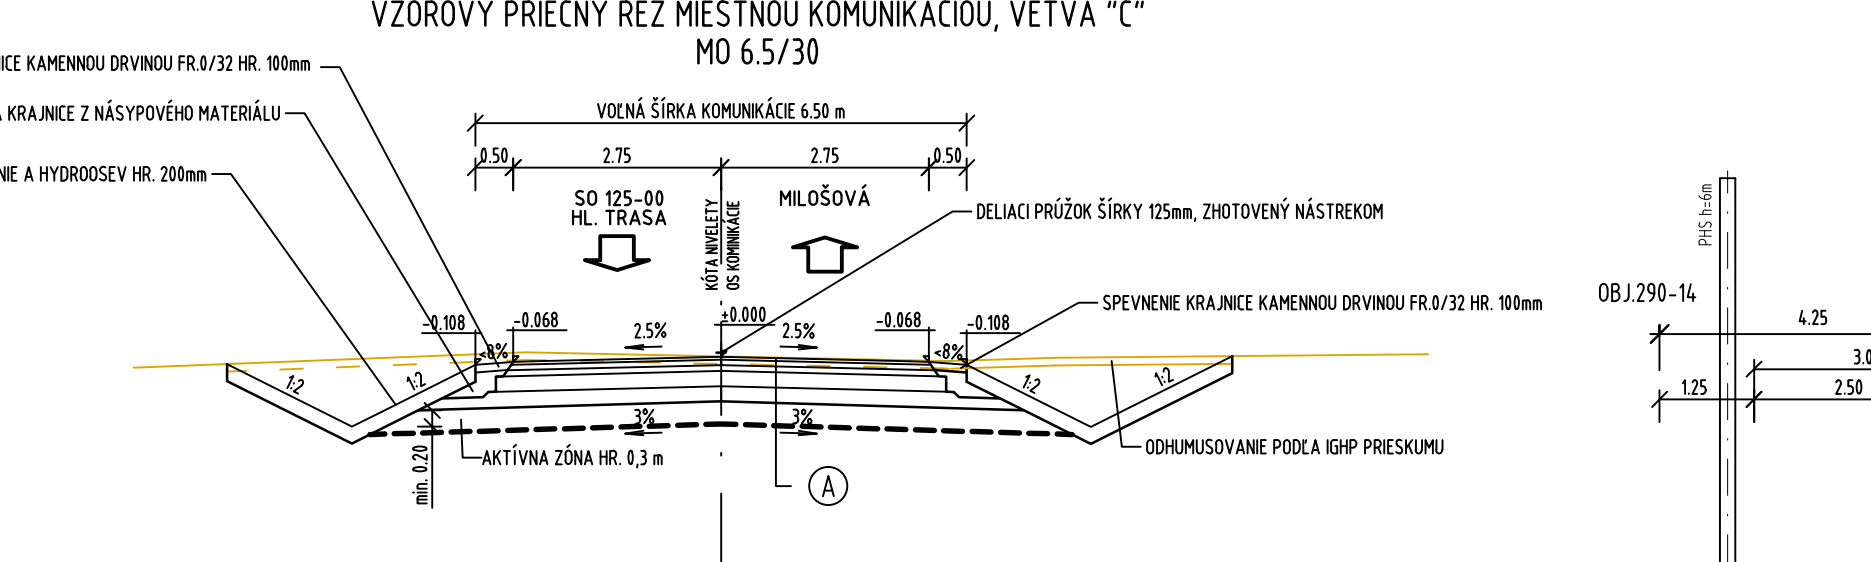 VZOROVÝ PRIEČNY REZ MIESTNOU KOMUNIKÁCIOU, VETVA "C"
MO 6.5/30
KAMENNOU DRVINOU FR.0/32 HR. 100mm
KRAJNICE Z NÁSYPOVÉHO MATERIÁLU
A HYDROOSEV HR. 200mm
VOĽNÁ ŠÍRKA KOMUNIKÁCIE 6.50 m
0.50
2.75
2.75
0.50
SO 125-00
HL. TRASA
MILOŠOVÁ
KÓTA NIVELETY
OS KOMINIKÁCIE
DELIACI PRÚŽOK ŠÍRKY 125mm, ZHOTOVENÝ NÁSTREKOM
SPEVNENIE KRAJNICE KAMENNOU DRVINOU FR.0/32 HR. 100mm
-0.108
-0.068
±0.000
-0.068
-0.108
2.5%
2.5%
<8%
<8%
1:2
1:2
1:2
1:2
3%
3%
min. 0.20
AKTÍVNA ZÓNA HR. 0,3 m
A
ODHUMUSOVANIE PODĽA IGHP PRIESKUMU
PHS h=6m
OBJ.290-14
4.25
3.0
1.25
2.50